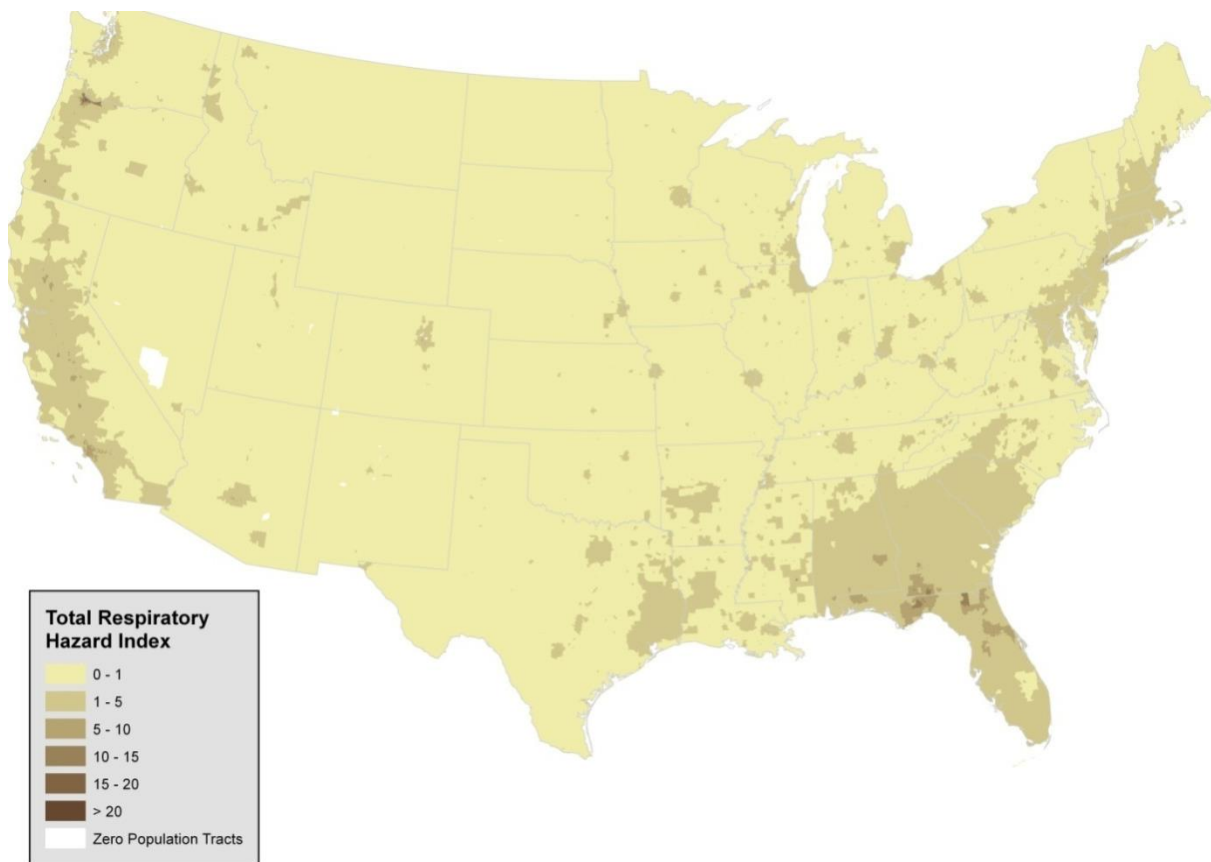 Total Respiratory
Hazard Index
0 - 1
1 - 5
5 - 10
10 - 15
15 - 20
> 20
Zero Population Tracts